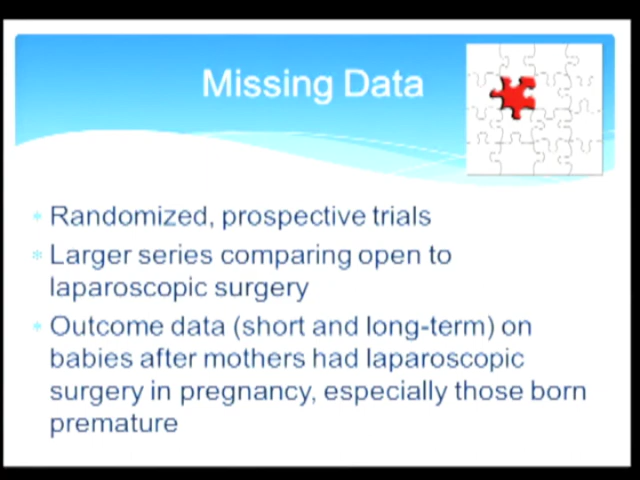 Missing Data
Randomized, prospective trials
Larger series comparing open to
laparoscopic surgery
Outcome data (short and long-term) on
babies after mothers had laparoscopic
surgery in pregnancy, especially those born
premature